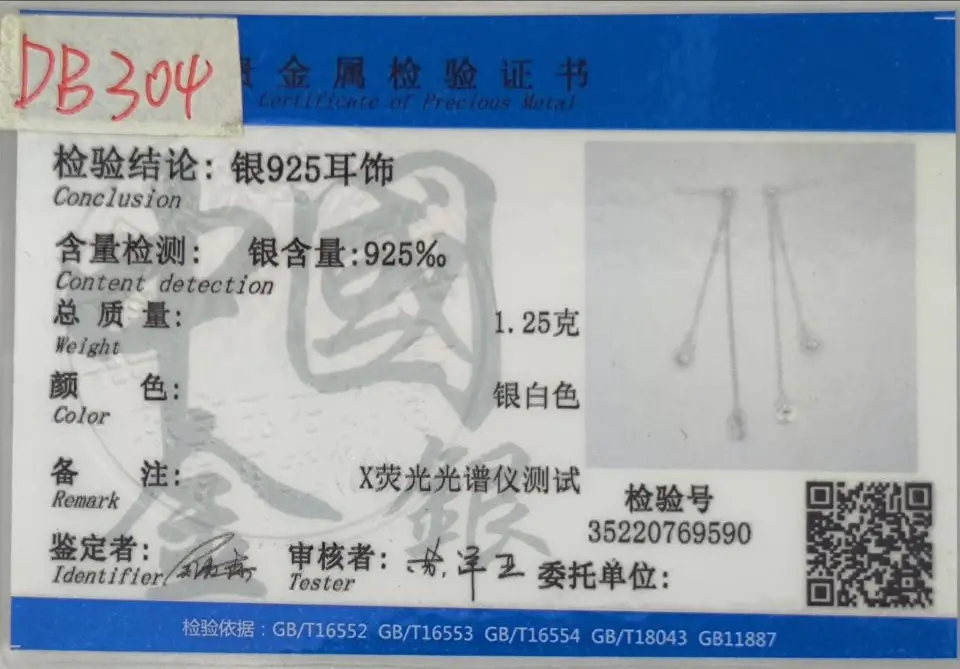 DB304
贵金属检验证书
Certificate of Precious Metal
检验结论: 银925耳饰
Conclusion
含量检测: 银含量:925‰
Content detection
总质量: 1.25克
Weight
颜色: 银白色
Color
备注: X荧光光谱仪测试
Remark
检验号
35220769590
鉴定者: 审核者: 委托单位:
Identifier Tester
检验依据:GB/T16552 GB/T16553 GB/T16554 GB/T18043 GB11887
中國
金銀